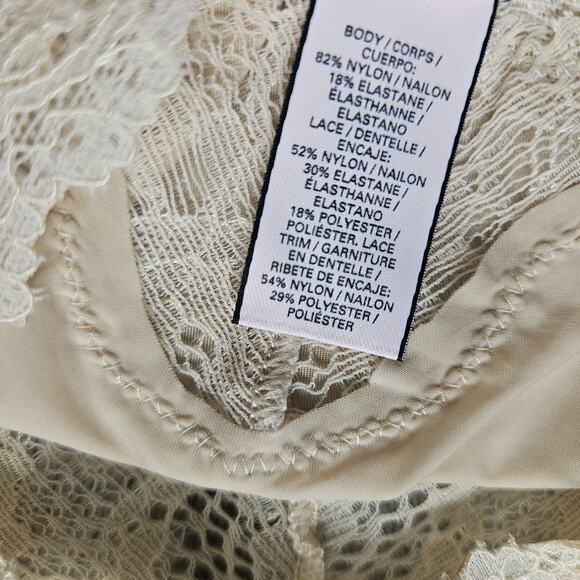 BODY / CORPS /
CUERPO:
82% NYLON / NAILON
18% ELASTANE /
ÉLASTHANNE /
ELASTANO
LACE / DENTELLE /
ENCAJE:
52% NYLON / NAILON
30% ELASTANE /
ÉLASTHANNE /
ELASTANO
18% POLYESTER /
POLIÉSTER. LACE
TRIM / GARNITURE
EN DENTELLE /
RIBETE DE ENCAJE:
54% NYLON / NAILON
29% POLYESTER /
POLIÉSTER